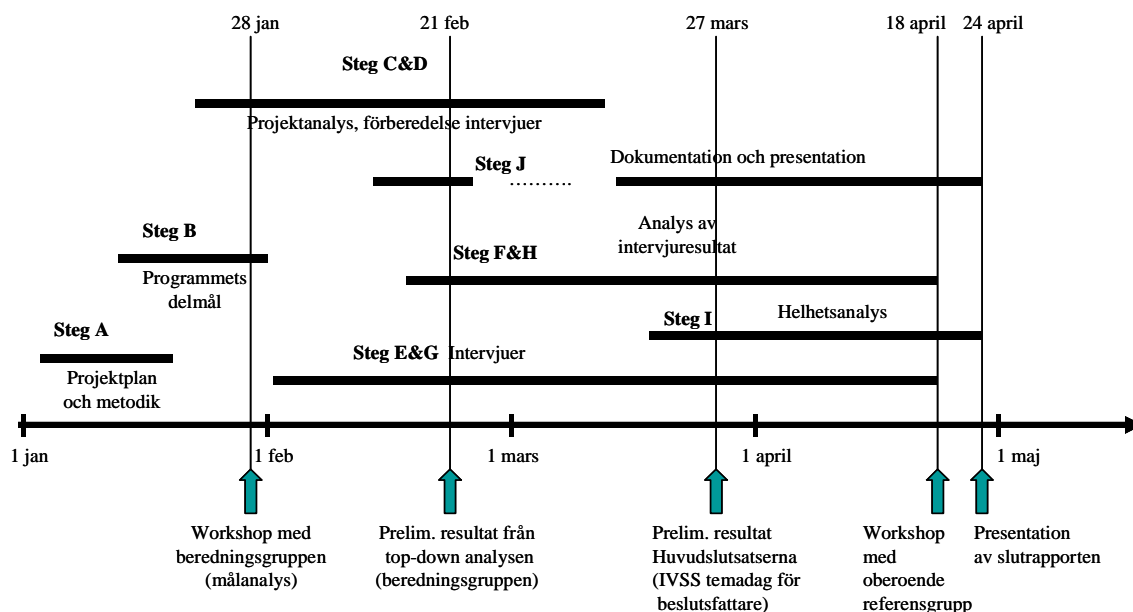 28 jan
21 feb
27 mars
18 april
24 april
Steg C&D
Projektanalys, förberedelse intervjuer
Steg J
..........
Dokumentation och presentation
Steg B
Programmets
delmål
Analys av
intervjuresultat
Steg F&H
Steg A
Projektplan
och metodik
Steg I
Helhetsanalys
Steg E&G Intervjuer
1 jan
1 feb
1 mars
1 april
1 maj
Workshop med
beredningsgruppen
(målanalys)
Prelim. resultat från
top-down analysen
(beredningsgruppen)
Prelim. resultat
Huvudslutsatserna
(IVSS temadag för
beslutsfattare)
Workshop
med
oberoende
referensgrupp
Presentation
av slutrapporten